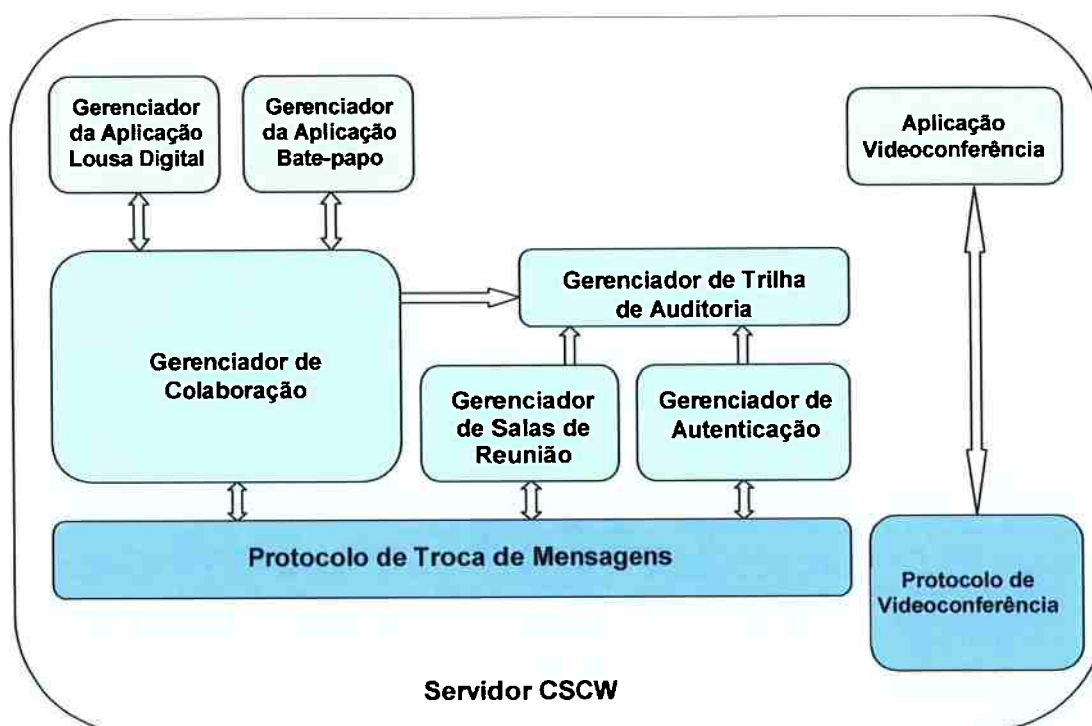 Gerenciador
da Aplicação
Lousa Digital
Gerenciador
da Aplicação
Bate-papo
Aplicação
Videoconferência
Gerenciador de Trilha
de Auditoria
Gerenciador de
Colaboração
Gerenciador
de Salas de
Reunião
Gerenciador de
Autenticação
Protocolo de Troca de Mensagens
Protocolo de
Videoconferência
Servidor CSCW